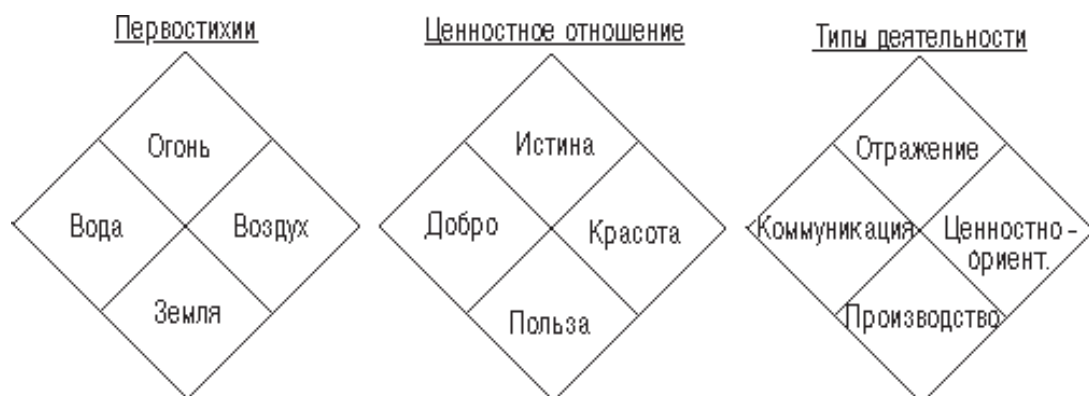 Первостихии
Огонь
Вода
Воздух
Земля
Ценностное отношение
Истина
Добро
Красота
Польза
Типы деятельности
Отражение
Коммуникация
Ценностно-
ориент.
Производство